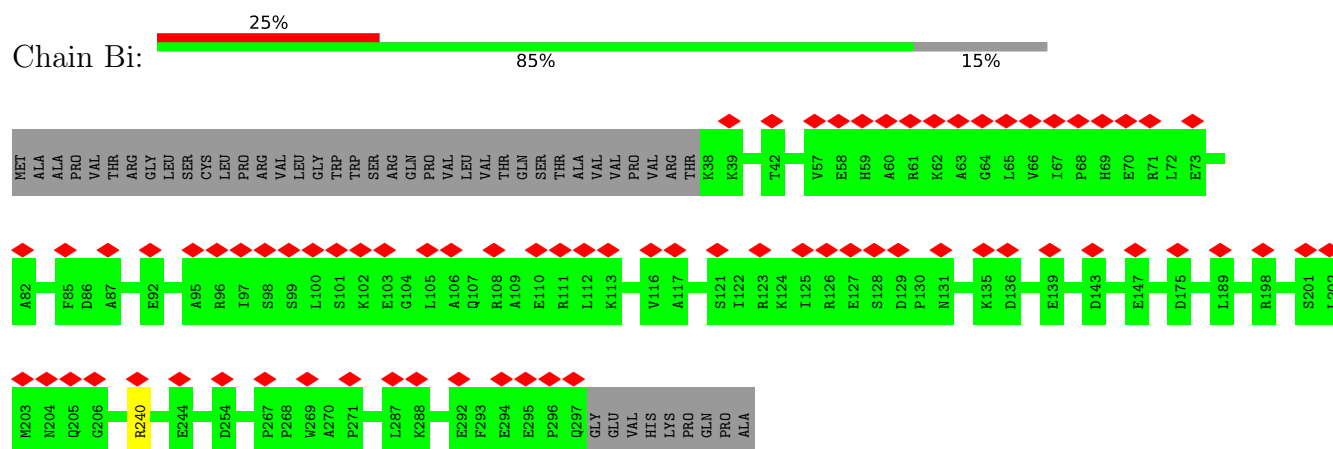 25%
Chain Bi:
85% 15%
MET ALA ALA PRO VAL THR ARG GLY LEU SER CYS LEU PRO ARG VAL LEU GLY TRP TRP SER ARG GLN PRO VAL LEU VAL THR GLN SER THR ALA VAL VAL PRO VAL ARG THR K38 K39 T42 V57 E58 H59 A60 R61 K62 A63 G64 L65 V66 I67 P68 H69 E70 R71 L72 E73
A82 F85 D86 A87 E92 A95 R96 I97 S98 S99 L100 S101 K102 E103 G104 L105 A106 Q107 R108 A109 E110 R111 L112 K113 V116 A117 S121 I122 R123 K124 I125 R126 E127 S128 D129 P130 N131 K135 D136 E139 D143 E147 D175 L189 R198 S201
M203 N204 Q205 G206 R240 E244 D254 P267 P268 W269 A270 P271 L287 K288 E292 F293 E294 E295 P296 Q297 GLY GLU VAL HIS LYS PRO GLN PRO ALA